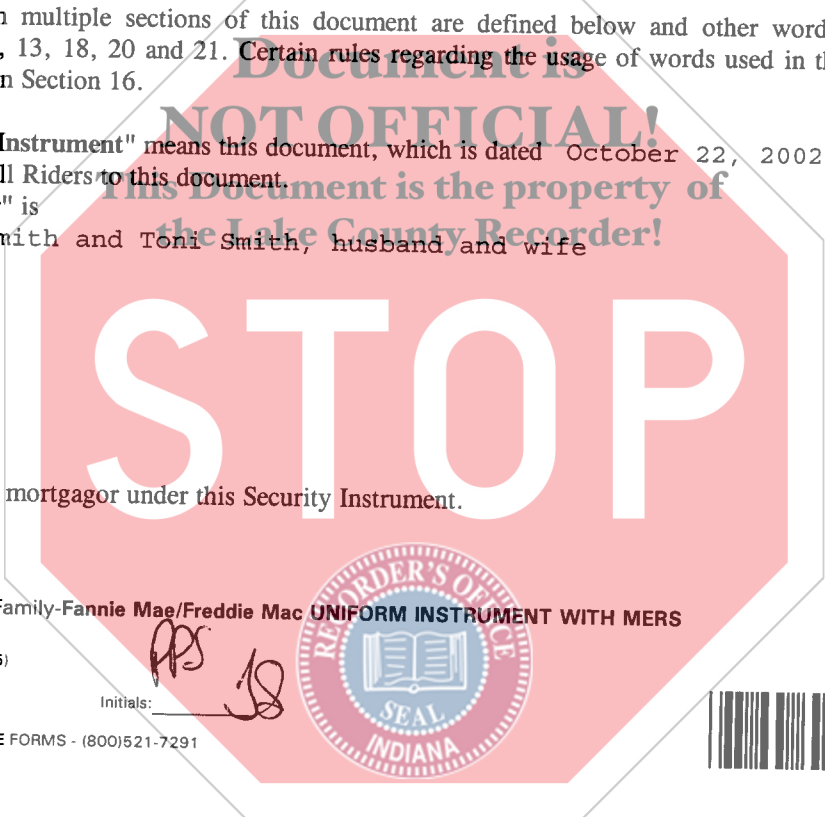 multiple sections of this document are defined below and other word
, 13, 18, 20 and 21. Certain rules regarding the usage of words used in t
n Section 16.
Document is
NOT OFFICIAL!
This Document is the property of
the Lake County Recorder!
Instrument" means this document, which is dated October 22, 2002
ll Riders to this document.
" is
mith and Toni Smith, husband and wife
STOP
mortgagor under this Security Instrument.
Family-Fannie Mae/Freddie Mac UNIFORM INSTRUMENT WITH MERS
PPS
TS
Initials:
E FORMS - (800)521-7291
RECORDER'S OFFICE
SEAL
INDIANA